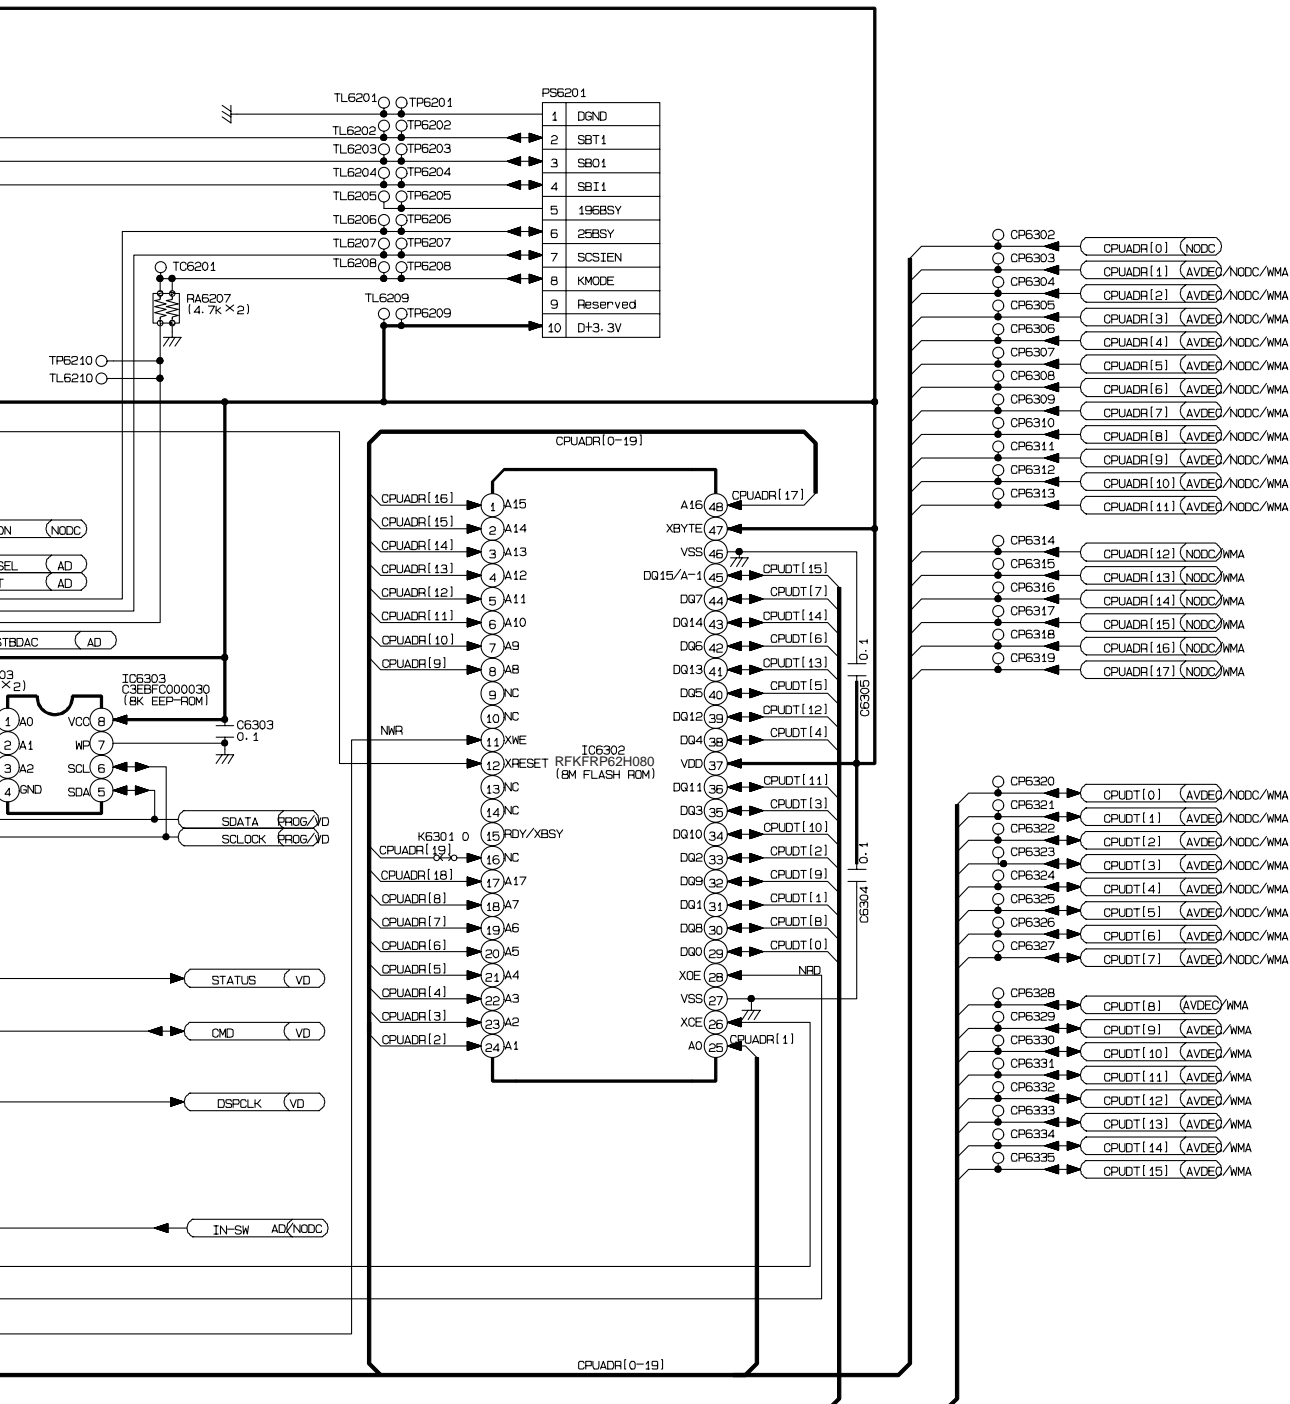 PS6201
TL6201 TP6201 1 DGND
TL6202 TP6202 2 SBT1
TL6203 TP6203 3 SBO1
TL6204 TP6204 4 SBI1
TL6205 TP6205 5 196BSY
TL6206 TP6206 6 25BSY
TL6207 TP6207 7 SCSIEN
TL6208 TP6208 8 KMODE
9 Reserved
TL6209 TP6209 10 D+3.3V
TC6201
RA6207
(4.7K×2)
TP6210
TL6210
CPUADR[0-19]
CPUADR[16] 1 A15
CPUADR[15] 2 A14
CPUADR[14] 3 A13
CPUADR[13] 4 A12
CPUADR[12] 5 A11
CPUADR[11] 6 A10
CPUADR[10] 7 A9
CPUADR[9] 8 A8
9 NC
10 NC
NWR 11 XWE
12 XRESET
13 NC
14 NC
15 RDY/XBSY
K6301 0
CPUADR[19] 16 NC
CPUADR[18] 17 A17
CPUADR[8] 18 A7
CPUADR[7] 19 A6
CPUADR[6] 20 A5
CPUADR[5] 21 A4
CPUADR[4] 22 A3
CPUADR[3] 23 A2
CPUADR[2] 24 A1
IC6302
RFKFRP62H080
(8M FLASH ROM)
A16 48 CPUADR[17]
XBYTE 47
VSS 46
DQ15/A-1 45 CPUDT[15]
DQ7 44 CPUDT[7]
DQ14 43 CPUDT[14]
DQ6 42 CPUDT[6]
DQ13 41 CPUDT[13]
DQ5 40 CPUDT[5]
DQ12 39 CPUDT[12]
DQ4 38 CPUDT[4]
VDD 37
DQ11 36 CPUDT[11]
DQ3 35 CPUDT[3]
DQ10 34 CPUDT[10]
DQ2 33 CPUDT[2]
DQ9 32 CPUDT[9]
DQ1 31 CPUDT[1]
DQ8 30 CPUDT[8]
DQ0 29 CPUDT[0]
XOE 28 NRD
VSS 27
XCE 26
A0 25 CPUADR[1]
C6305 0.1
C6304 0.1
CPUADR[0-19]
ON (NODC)
SEL (AD)
T (AD)
STBDAC (AD)
03
×2)
IC6303
C3EBFC000030
(8K EEP-ROM)
1 A0 VCC 8
2 A1 WP 7
3 A2 SCL 6
4 GND SDA 5
C6303
0.1
SDATA PROG/VD
SCLOCK PROG/VD
STATUS (VD)
CMD (VD)
DSPCLK (VD)
IN-SW AD/NODC
CP6302 CPUADR[0] (NODC)
CP6303 CPUADR[1] (AVDEC/NODC/WMA
CP6304 CPUADR[2] (AVDEC/NODC/WMA
CP6305 CPUADR[3] (AVDEC/NODC/WMA
CP6306 CPUADR[4] (AVDEC/NODC/WMA
CP6307 CPUADR[5] (AVDEC/NODC/WMA
CP6308 CPUADR[6] (AVDEC/NODC/WMA
CP6309 CPUADR[7] (AVDEC/NODC/WMA
CP6310 CPUADR[8] (AVDEC/NODC/WMA
CP6311 CPUADR[9] (AVDEC/NODC/WMA
CP6312 CPUADR[10] (AVDEC/NODC/WMA
CP6313 CPUADR[11] (AVDEC/NODC/WMA
CP6314 CPUADR[12] (NODC/WMA
CP6315 CPUADR[13] (NODC/WMA
CP6316 CPUADR[14] (NODC/WMA
CP6317 CPUADR[15] (NODC/WMA
CP6318 CPUADR[16] (NODC/WMA
CP6319 CPUADR[17] (NODC/WMA
CP6320 CPUDT[0] (AVDEC/NODC/WMA
CP6321 CPUDT[1] (AVDEC/NODC/WMA
CP6322 CPUDT[2] (AVDEC/NODC/WMA
CP6323 CPUDT[3] (AVDEC/NODC/WMA
CP6324 CPUDT[4] (AVDEC/NODC/WMA
CP6325 CPUDT[5] (AVDEC/NODC/WMA
CP6326 CPUDT[6] (AVDEC/NODC/WMA
CP6327 CPUDT[7] (AVDEC/NODC/WMA
CP6328 CPUDT[8] (AVDEC/WMA
CP6329 CPUDT[9] (AVDEC/WMA
CP6330 CPUDT[10] (AVDEC/WMA
CP6331 CPUDT[11] (AVDEC/WMA
CP6332 CPUDT[12] (AVDEC/WMA
CP6333 CPUDT[13] (AVDEC/WMA
CP6334 CPUDT[14] (AVDEC/WMA
CP6335 CPUDT[15] (AVDEC/WMA